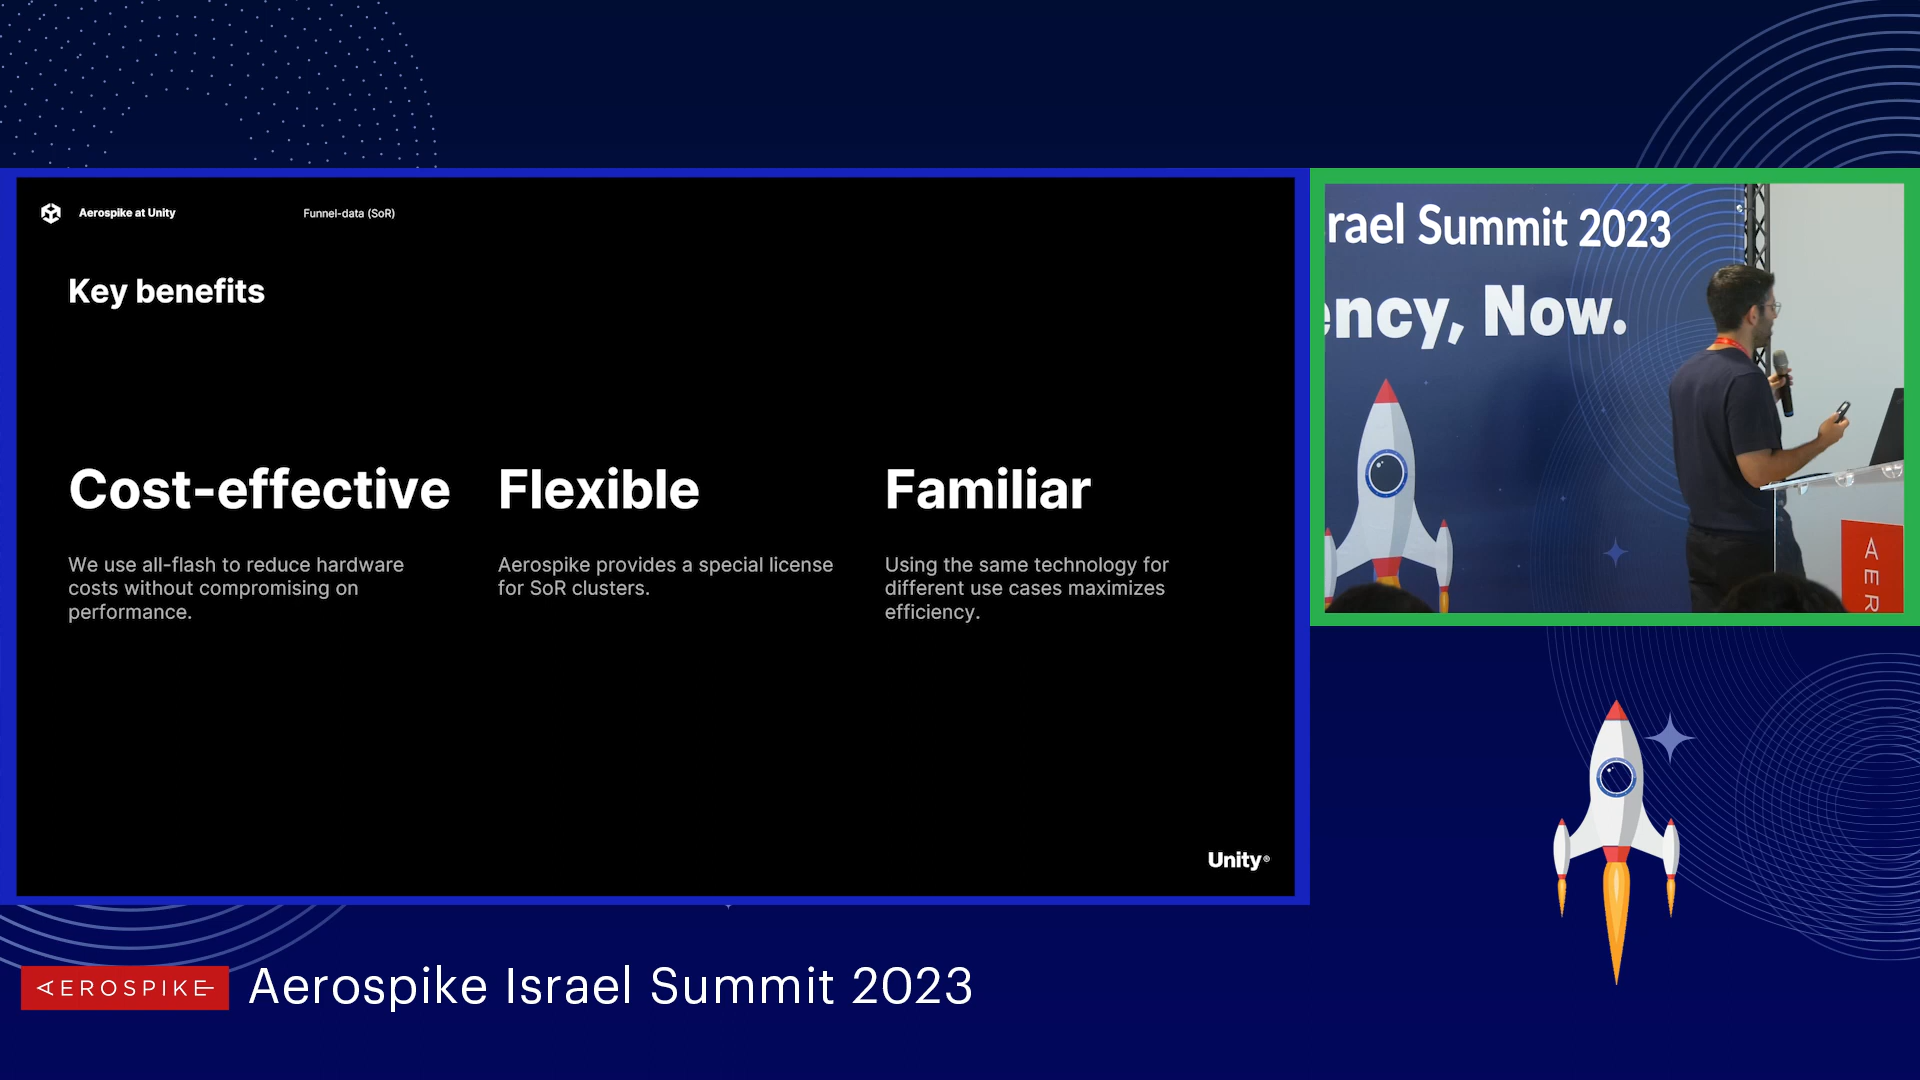 Aerospike at Unity
Funnel-data (SoR)
Key benefits
Cost-effective
We use all-flash to reduce hardware
costs without compromising on
performance.
Flexible
Aerospike provides a special license
for SoR clusters.
Familiar
Using the same technology for
different use cases maximizes
efficiency.
Unity®
rael Summit 2023
ency, Now.
AER
AEROSPIKE
Aerospike Israel Summit 2023